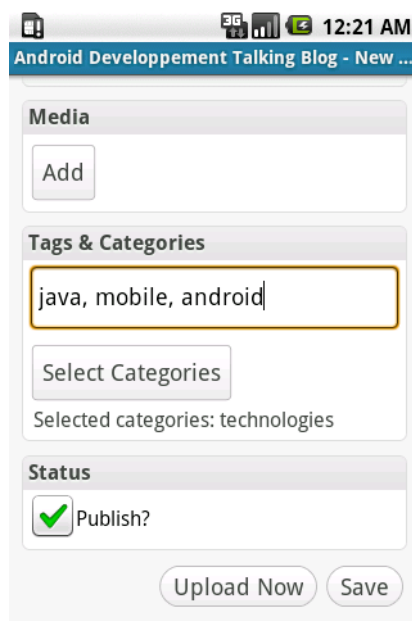 3G 12:21 AM
Android Developpement Talking Blog - New ...
Media
Add
Tags & Categories
java, mobile, android
Select Categories
Selected categories: technologies
Status
Publish?
Upload Now Save